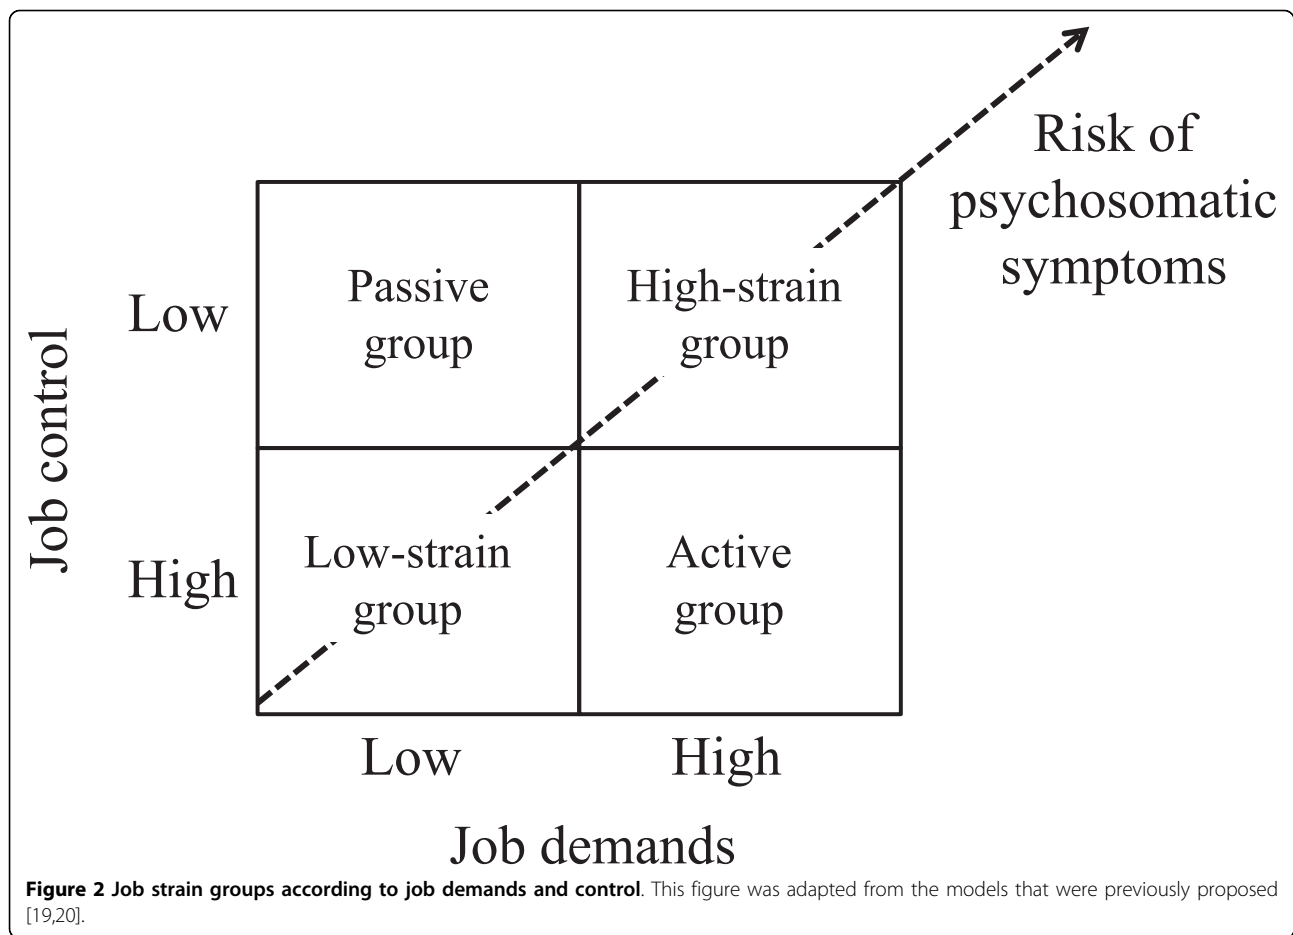 Risk of
psychosomatic
symptoms
Job control
Low
High
Passive
group
High-strain
group
Low-strain
group
Active
group
Low
High
Job demands
Figure 2 Job strain groups according to job demands and control. This figure was adapted from the models that were previously proposed
[19,20].